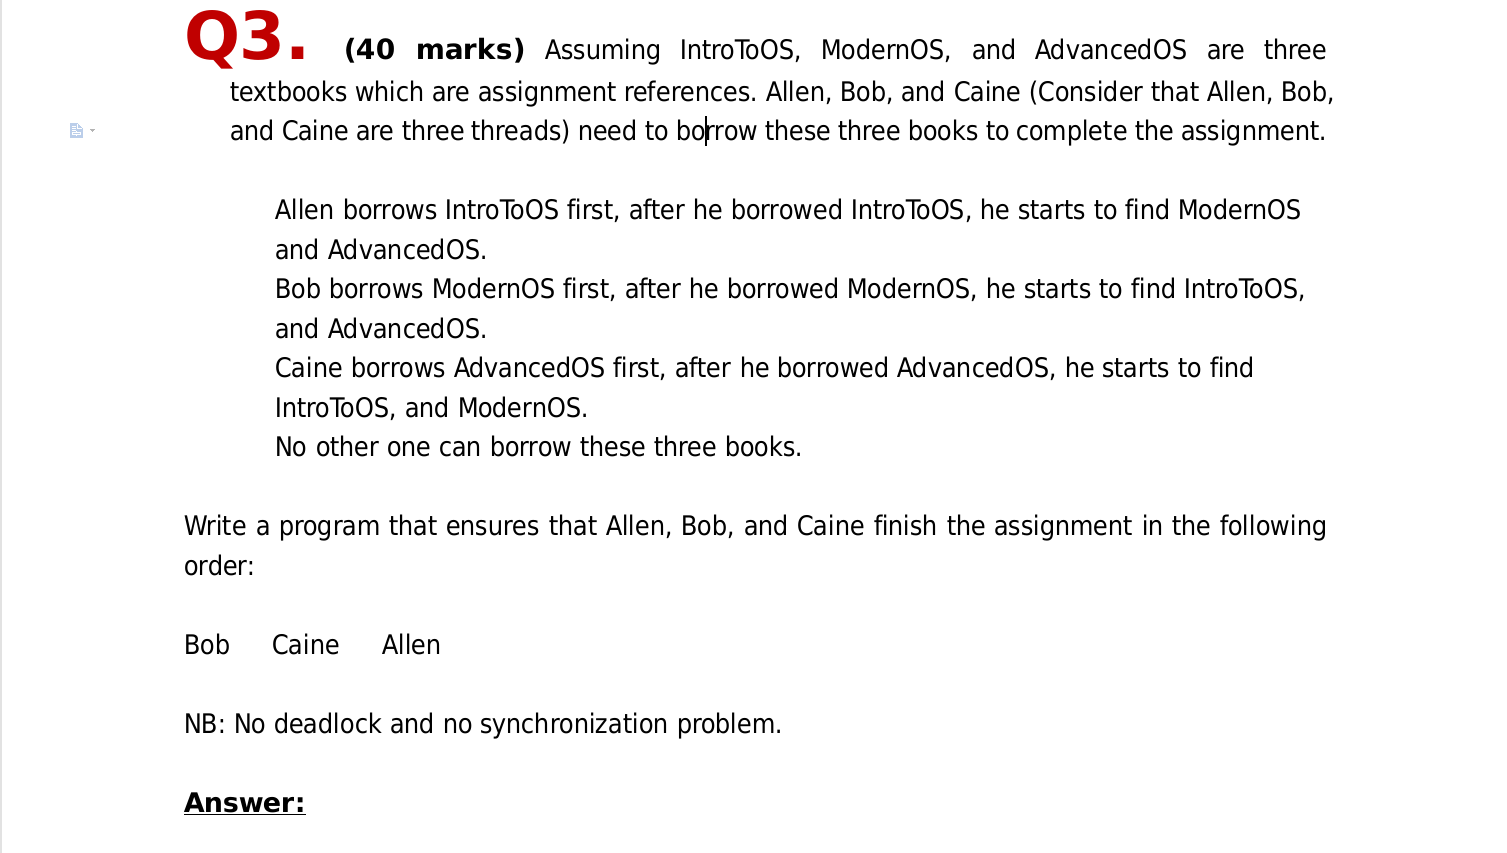 Q3. (40 marks) Assuming IntroToOS, ModernOS, and AdvancedOS are three
textbooks which are assignment references. Allen, Bob, and Caine (Consider that Allen, Bob,
and Caine are three threads) need to borrow these three books to complete the assignment.
Allen borrows IntroToOS first, after he borrowed IntroToOS, he starts to find ModernOS
and AdvancedOS.
Bob borrows ModernOS first, after he borrowed ModernOS, he starts to find IntroToOS,
and AdvancedOS.
Caine borrows AdvancedOS first, after he borrowed AdvancedOS, he starts to find
IntroToOS, and ModernOS.
No other one can borrow these three books.
Write a program that ensures that Allen, Bob, and Caine finish the assignment in the following
order:
Bob Caine Allen
NB: No deadlock and no synchronization problem.
Answer: